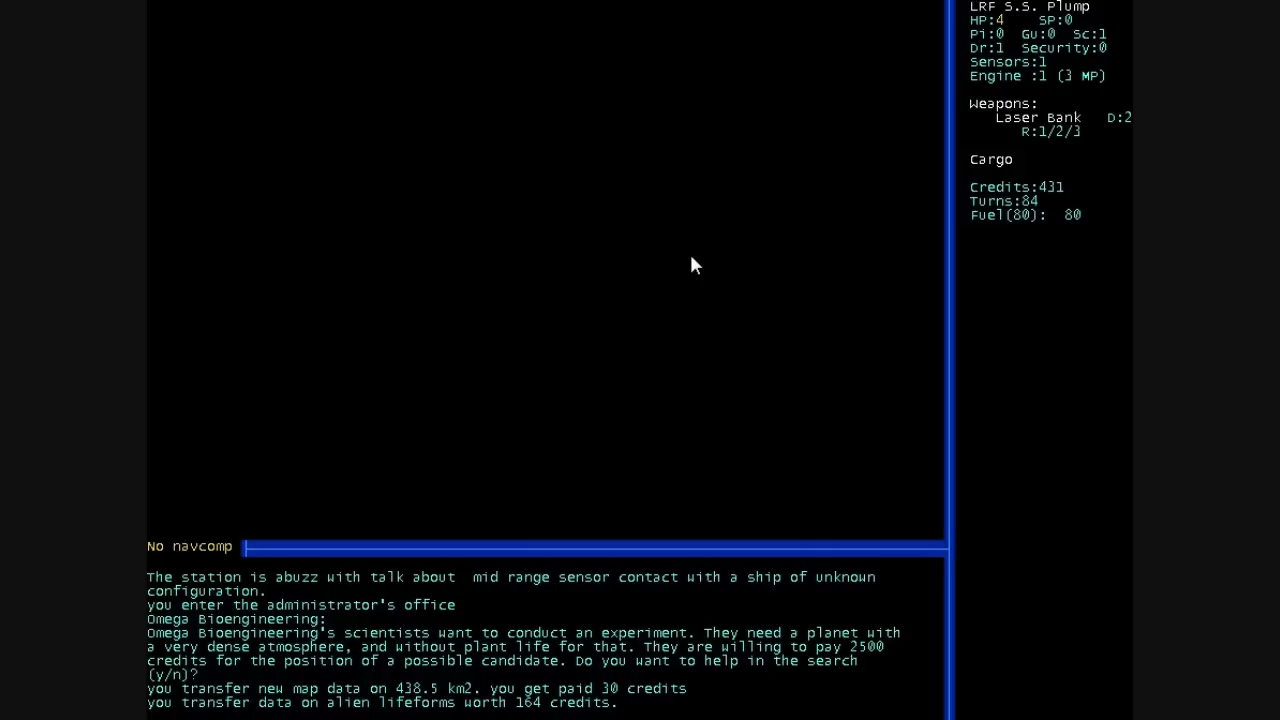 LRF S.S. Plump
HP:4 SP:0
Pi:0 Gu:0 Sc:1
Dr:1 Security:0
Sensors:1
Engine :1 (3 MP)
Weapons:
Laser Bank D:2
R:1/2/3
Cargo
Credits:431
Turns:84
Fuel(80): 80
No navcomp
The station is abuzz with talk about mid range sensor contact with a ship of unknown
configuration.
you enter the administrator's office
Omega Bioengineering:
Omega Bioengineering's scientists want to conduct an experiment. They need a planet with
a very dense atmosphere, and without plant life for that. They are willing to pay 2500
credits for the position of a possible candidate. Do you want to help in the search
(y/n)?
you transfer new map data on 438.5 km2. you get paid 30 credits
you transfer data on alien lifeforms worth 164 credits.